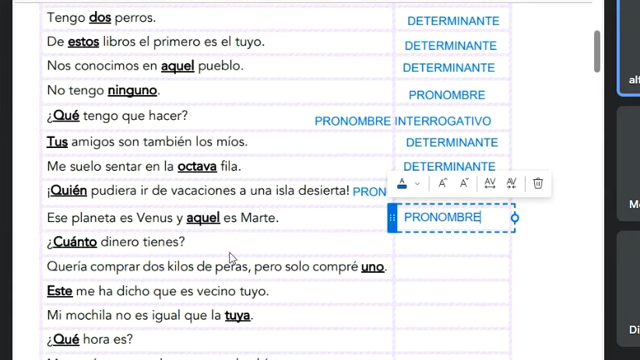 Tengo dos perros. DETERMINANTE
De estos libros el primero es el tuyo. DETERMINANTE
Nos conocimos en aquel pueblo. DETERMINANTE
No tengo ninguno. PRONOMBRE
¿Qué tengo que hacer? PRONOMBRE INTERROGATIVO
Tus amigos son también los míos. DETERMINANTE
Me suelo sentar en la octava fila. DETERMINANTE
¡Quién pudiera ir de vacaciones a una isla desierta! PRON
Ese planeta es Venus y aquel es Marte. PRONOMBRE
¿Cuánto dinero tienes?
Quería comprar dos kilos de peras, pero solo compré uno.
Este me ha dicho que es vecino tuyo.
Mi mochila no es igual que la tuya.
¿Qué hora es?